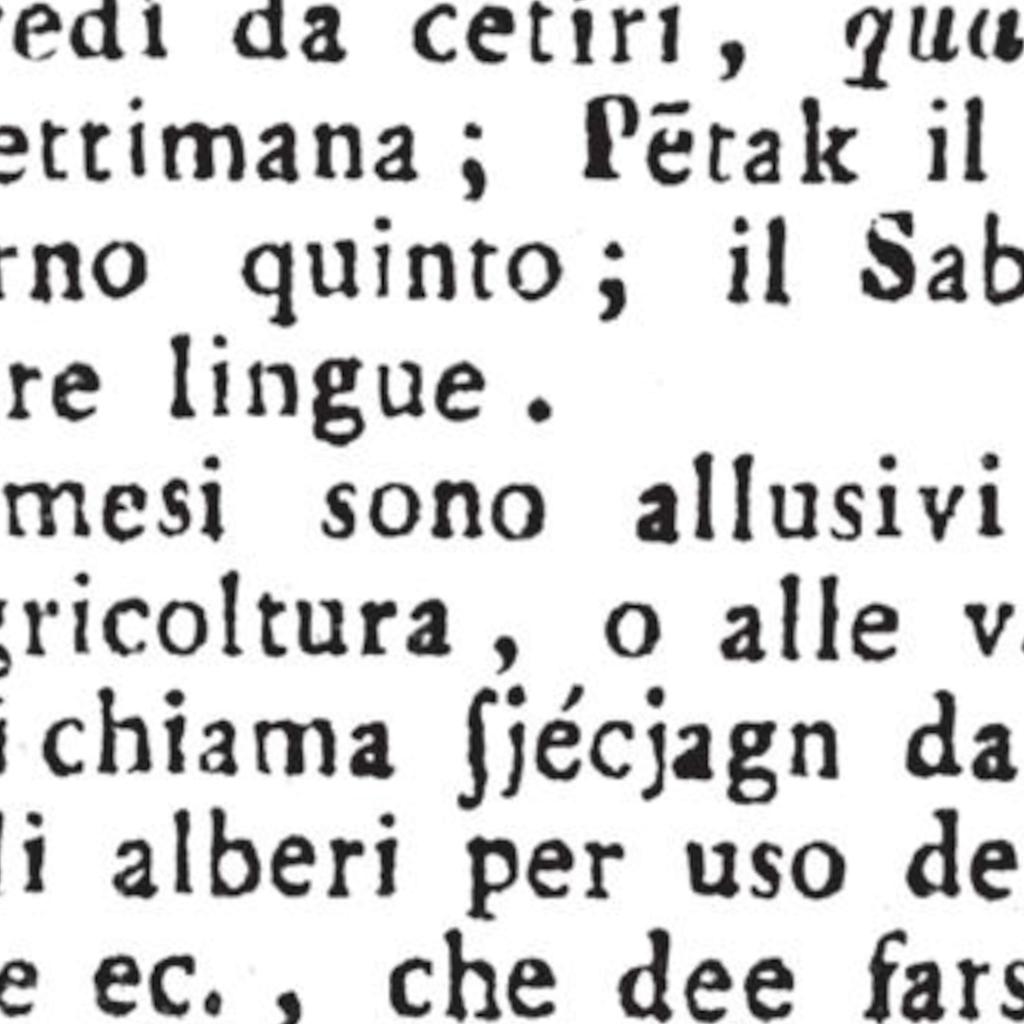 edi da cetiri, qua
ettimana; Pētak il
rno quinto; il Sab
re lingue.
mesi sono allusivi
gricoltura, o alle v
i chiama ſjécjagn da
li alberi per uso de
e ec., che dee fars